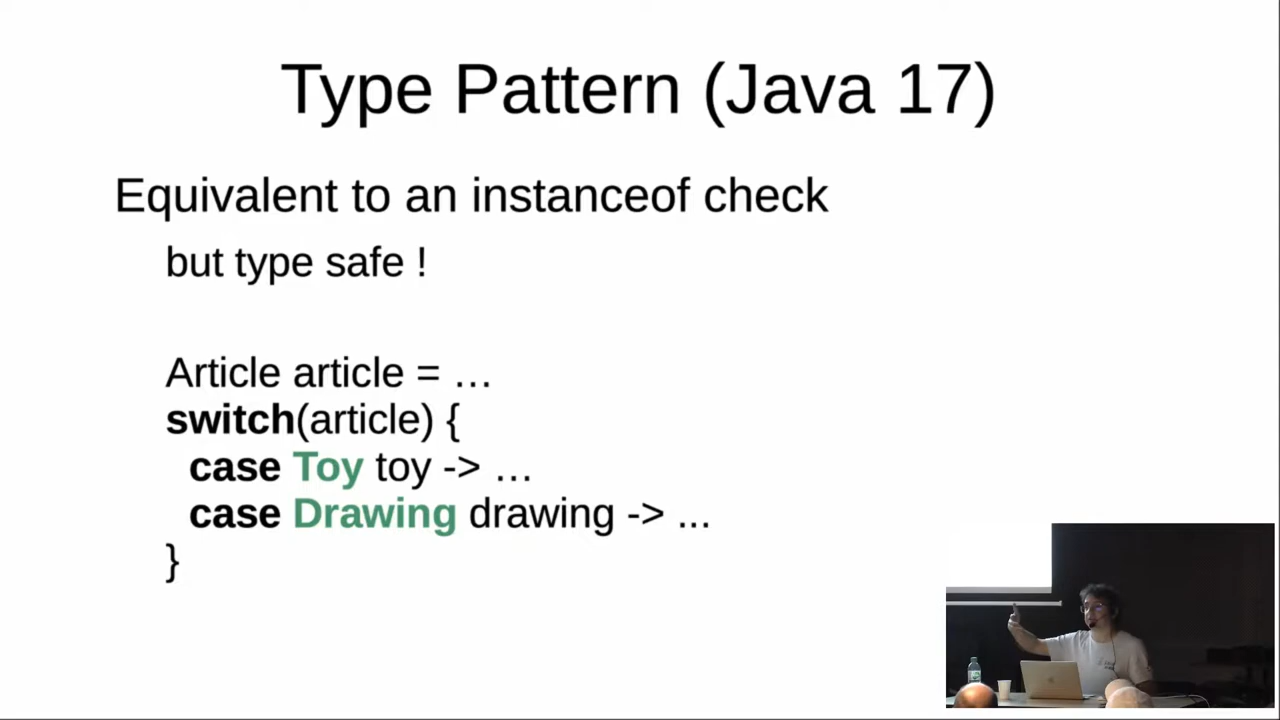 Type Pattern (Java 17)
Equivalent to an instanceof check
but type safe !
Article article = …
switch(article) {
case Toy toy -> …
case Drawing drawing -> ...
}